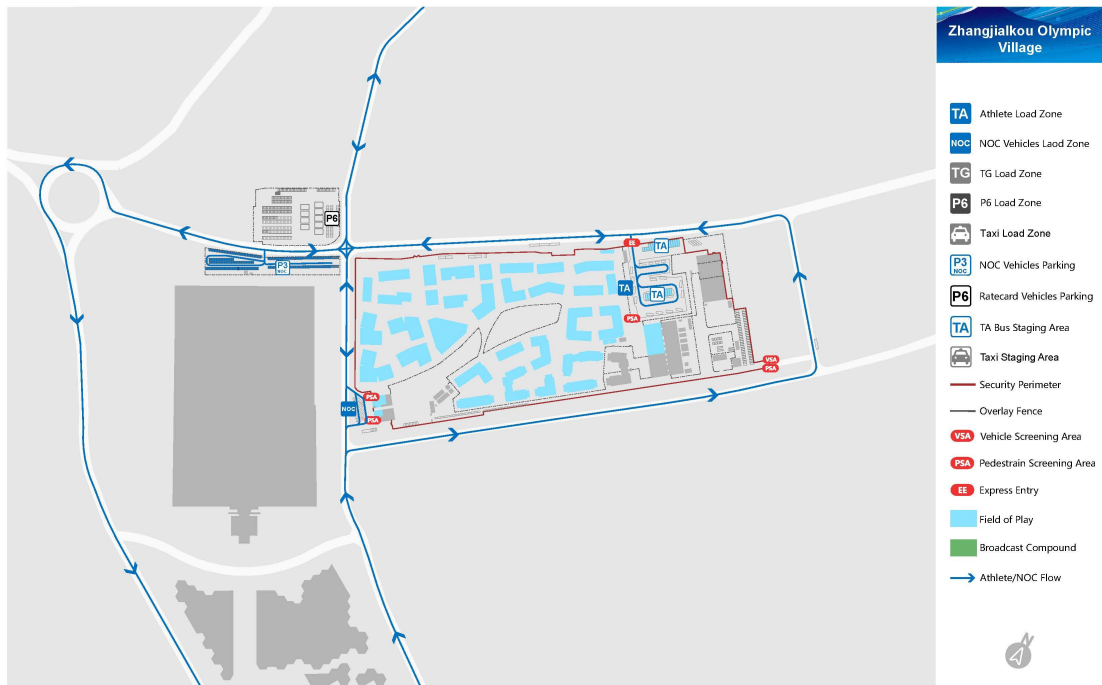 Zhangjialkou Olympic
Village
TA Athlete Load Zone
NOC NOC Vehicles Laod Zone
TG TG Load Zone
P6 P6 Load Zone
Taxi Load Zone
P3 NOC NOC Vehicles Parking
P6 Ratecard Vehicles Parking
TA TA Bus Staging Area
Taxi Staging Area
Security Perimeter
Overlay Fence
VSA Vehicle Screening Area
PSA Pedestrain Screening Area
EE Express Entry
Field of Play
Broadcast Compound
Athlete/NOC Flow
N
P6
P3
NOC
EE
TA
TA
TA
PSA
VSA
PSA
PSA
NOC
PSA